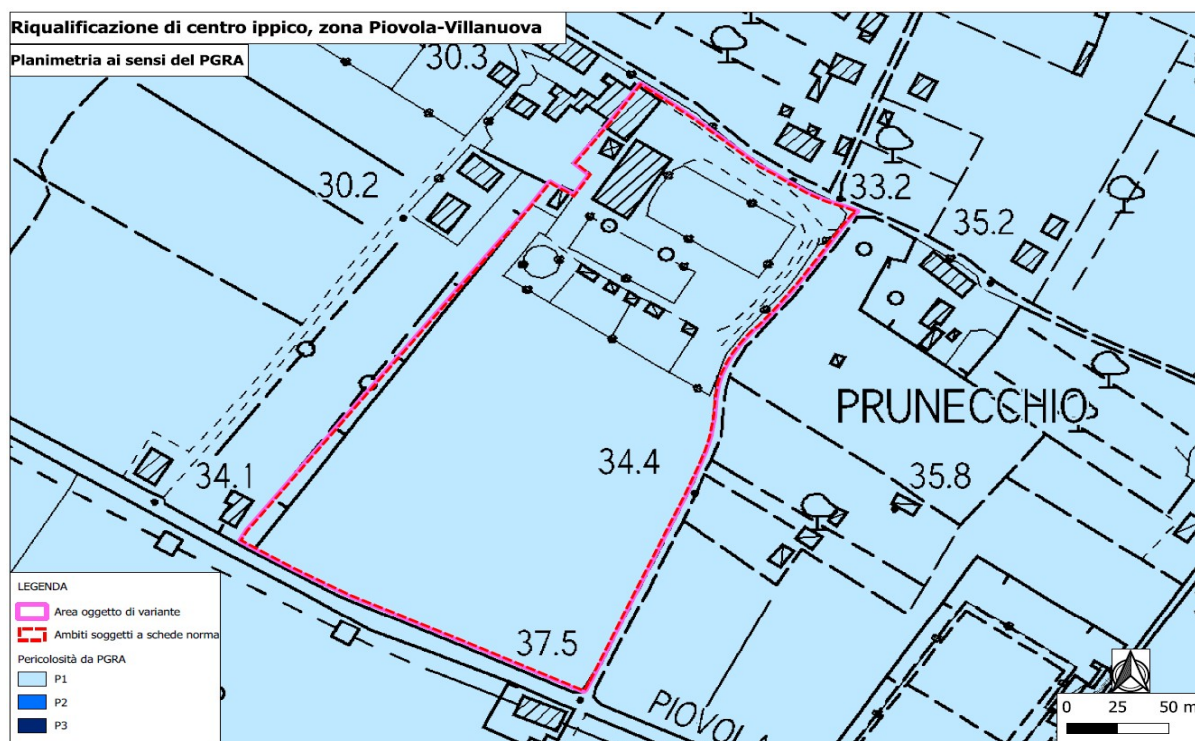 Riqualificazione di centro ippico, zona Piovola-Villanuova
Planimetria ai sensi del PGRA
30.3
30.2
33.2
35.2
PRUNECCHIO
34.4
35.8
34.1
37.5
PIOVOLA
LEGENDA
Area oggetto di variante
Ambiti soggetti a schede norma
Pericolosità da PGRA
P1
P2
P3
0 25 50 m